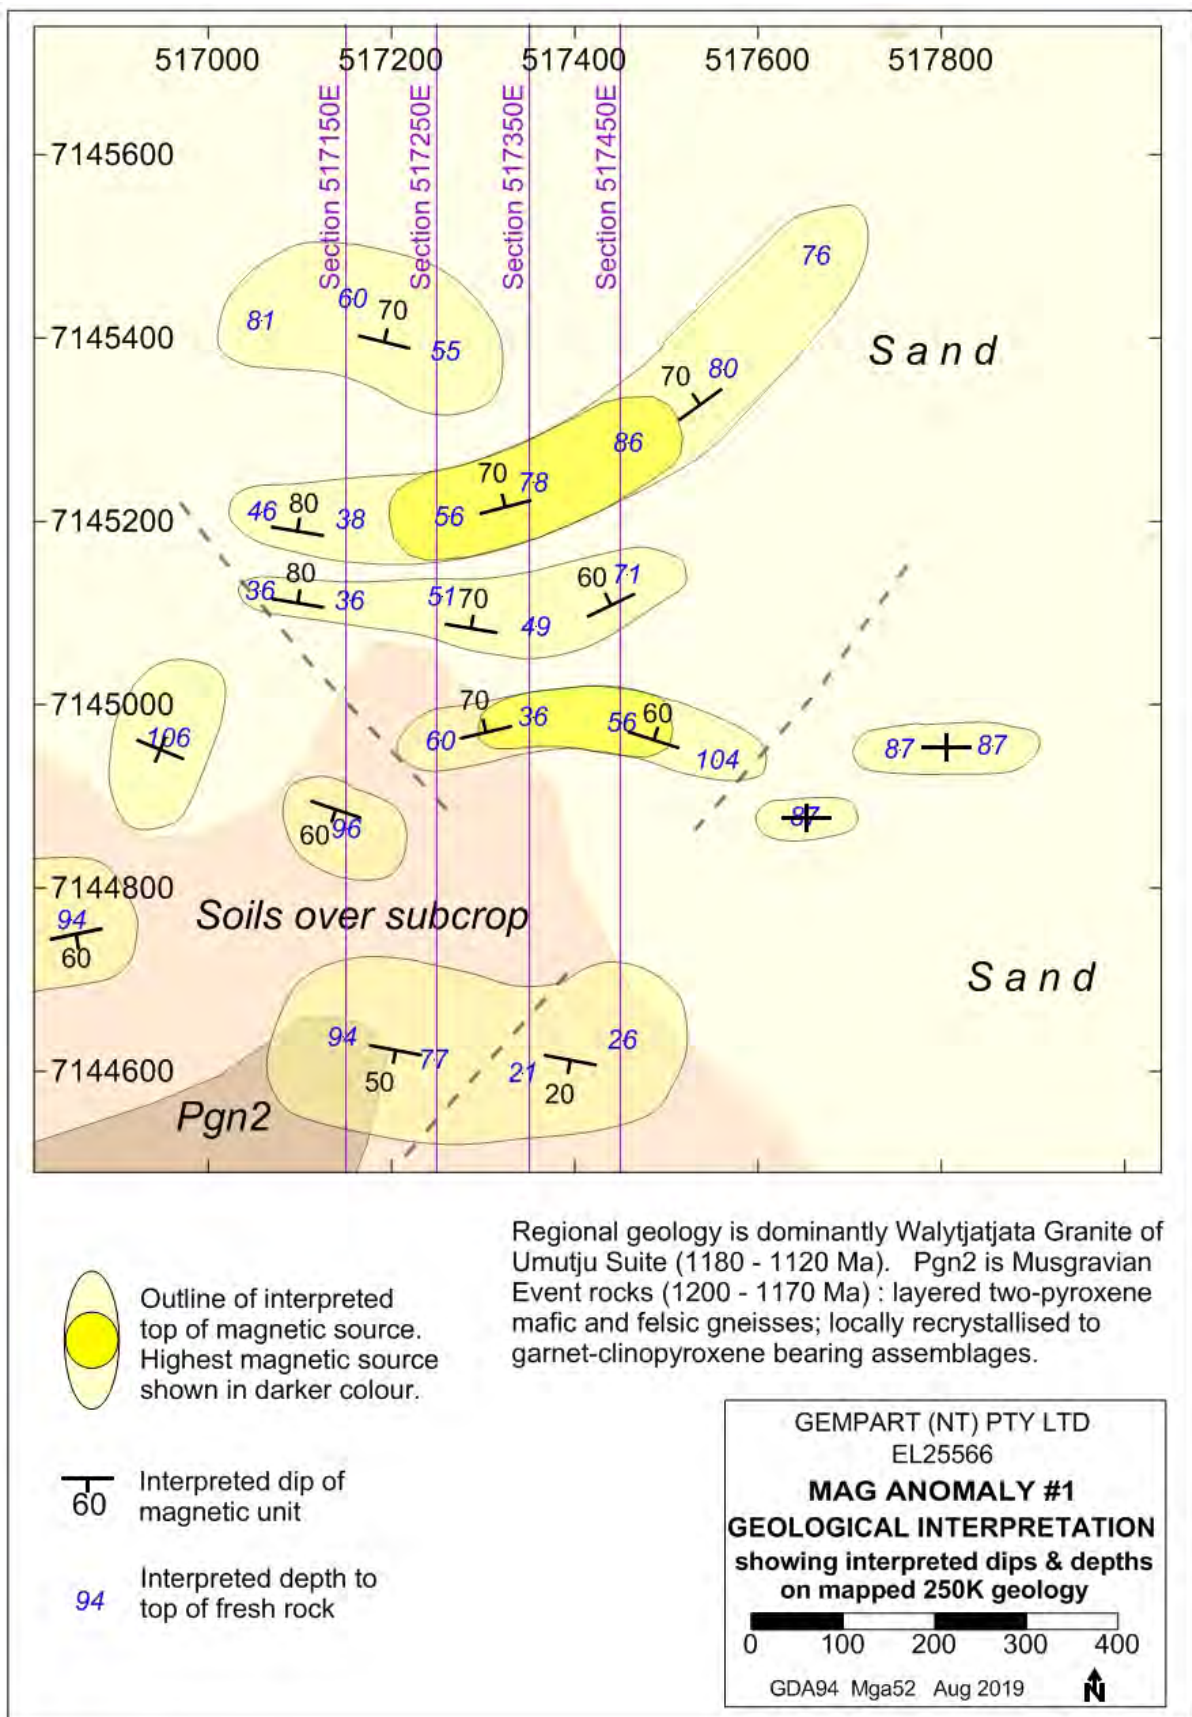 517000 517200 517400 517600 517800
Section 517150E
Section 517250E
Section 517350E
Section 517450E
7145600
76
60
70
81
55
7145400
Sand
70
80
86
70
78
46
80
38
56
7145200
80
36
36
51
70
60
71
49
7145000
106
70
36
60
56
60
104
87
87
87
60
96
7144800
Soils over subcrop
94
60
Sand
94
77
50
26
21
20
7144600
Pgn2
Outline of interpreted
top of magnetic source.
Highest magnetic source
shown in darker colour.
60
Interpreted dip of
magnetic unit
94
Interpreted depth to
top of fresh rock
Regional geology is dominantly Walytjatjata Granite of
Umutju Suite (1180 - 1120 Ma). Pgn2 is Musgravian
Event rocks (1200 - 1170 Ma) : layered two-pyroxene
mafic and felsic gneisses; locally recrystallised to
garnet-clinopyroxene bearing assemblages.
GEMPART (NT) PTY LTD
EL25566
MAG ANOMALY #1
GEOLOGICAL INTERPRETATION
showing interpreted dips & depths
on mapped 250K geology
0 100 200 300 400
GDA94 Mga52 Aug 2019
N